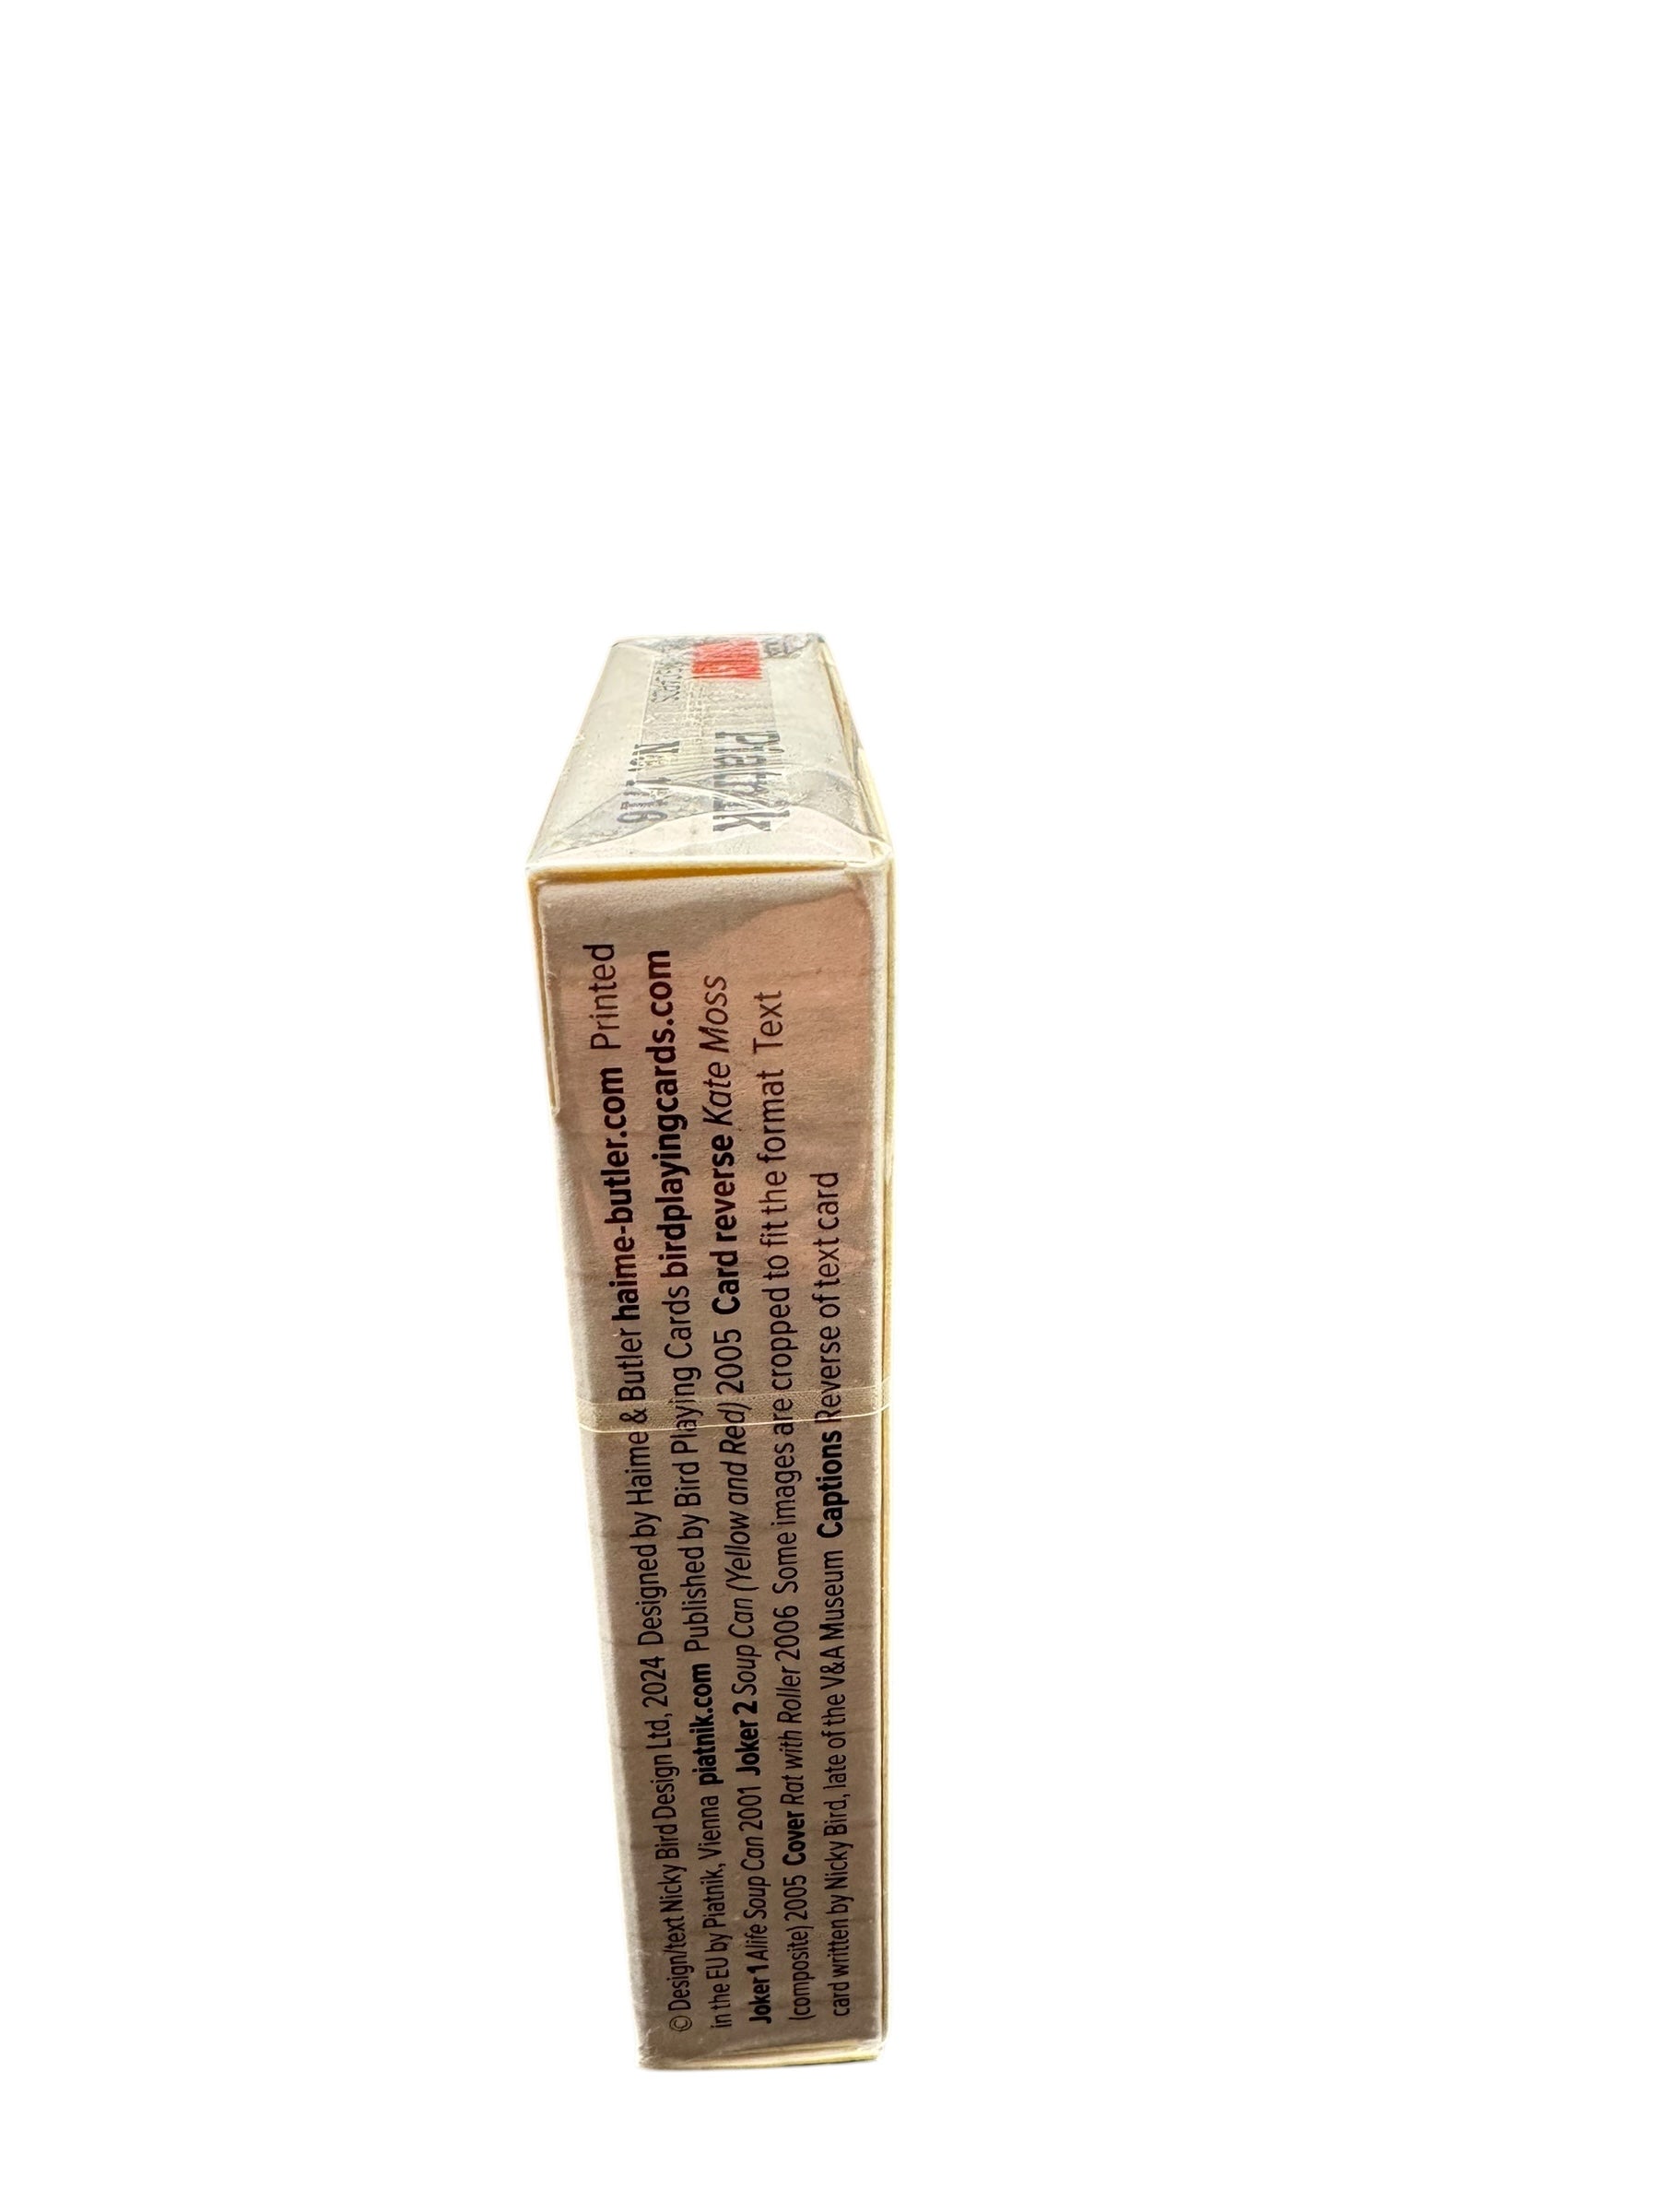 Piatnik
© Design/text Nicky Bird Design Ltd, 2024 Designed by Haime & Butler haime-butler.com Printed
in the EU by Piatnik, Vienna piatnik.com Published by Bird Playing Cards birdplayingcards.com
Joker 1 Alife Soup Can 2001 Joker 2 Soup Can (Yellow and Red) 2005 Card reverse Kate Moss
(composite) 2005 Cover Rat with Roller 2006 Some images are cropped to fit the format Text
card written by Nicky Bird, late of the V&A Museum Captions Reverse of text card